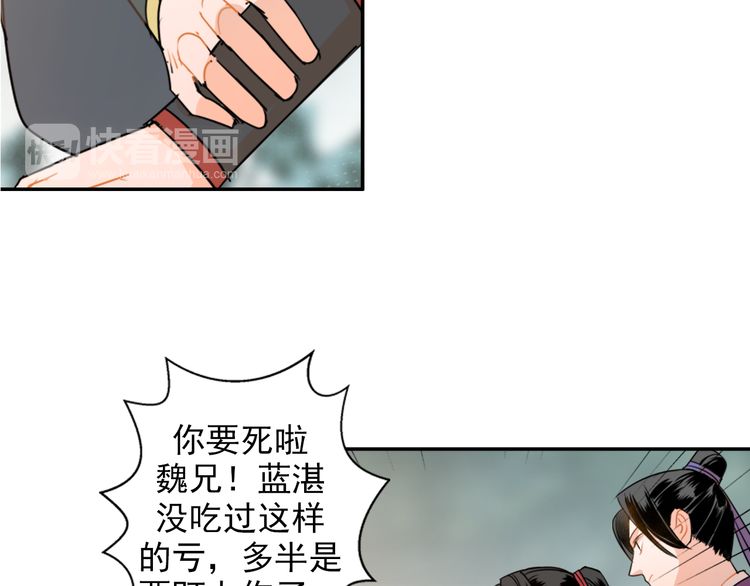 快看漫画
你要死啦
魏兄！蓝湛
没吃过这样
的亏，多半是